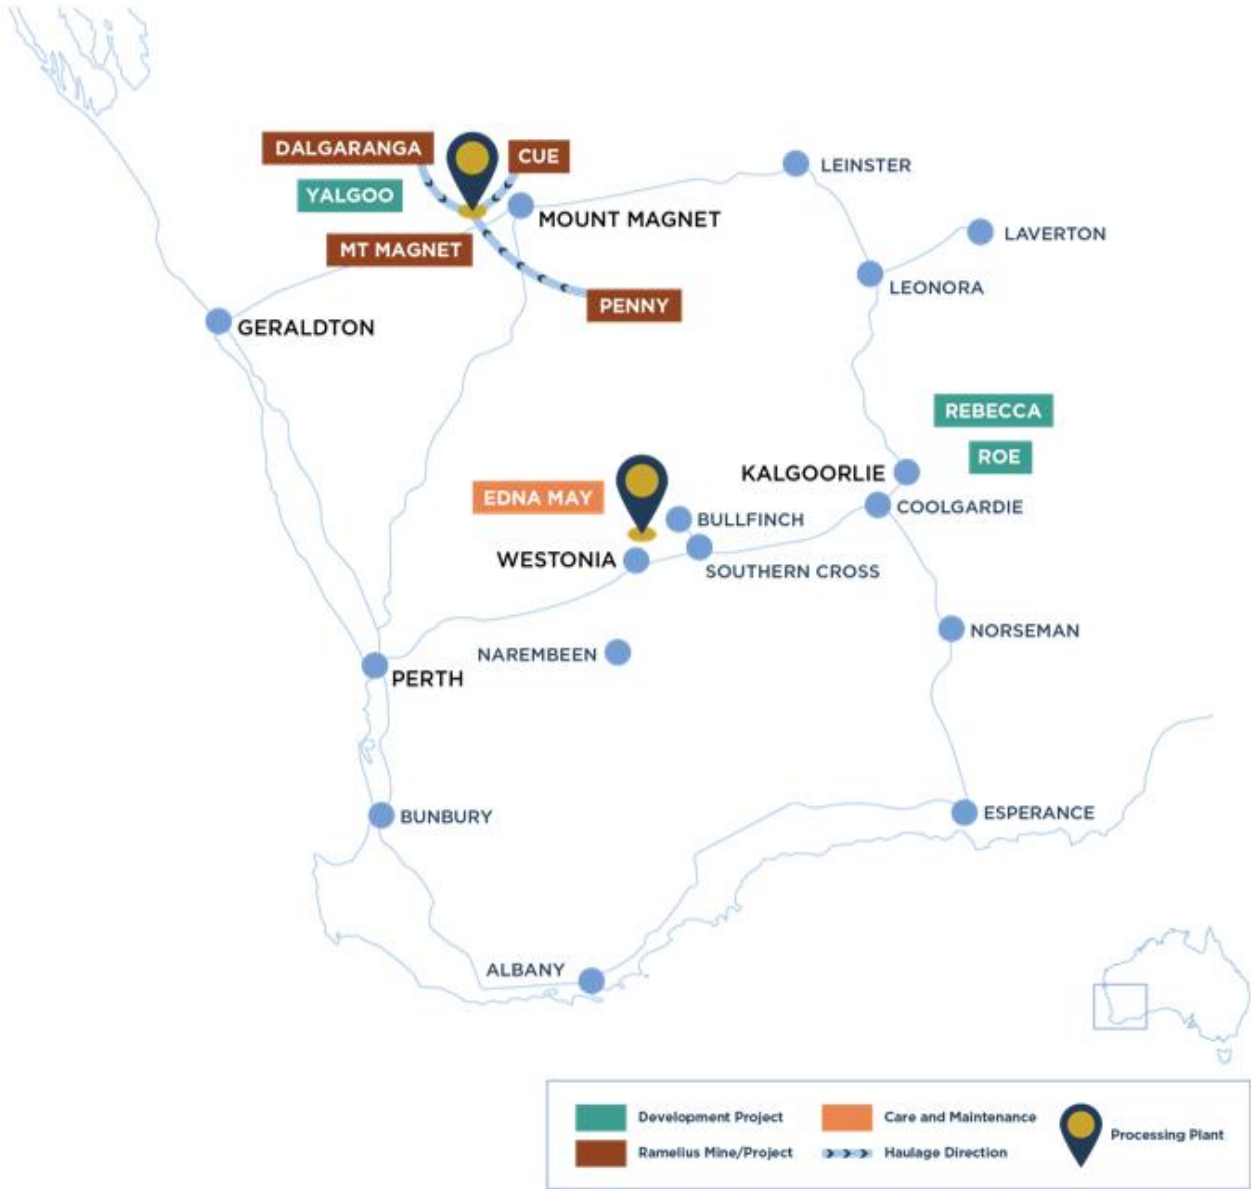 DALGARANGA
CUE
YALGOO
LEINSTER
MOUNT MAGNET
MT MAGNET
LAVERTON
LEONORA
PENNY
GERALDTON
REBECCA
ROE
KALGOORLIE
EDNA MAY
COOLGARDIE
BULLFINCH
WESTONIA
SOUTHERN CROSS
NORSEMAN
NAREMBEEN
PERTH
BUNBURY
ESPERANCE
ALBANY
Development Project
Care and Maintenance
Processing Plant
Ramelius Mine/Project
Haulage Direction